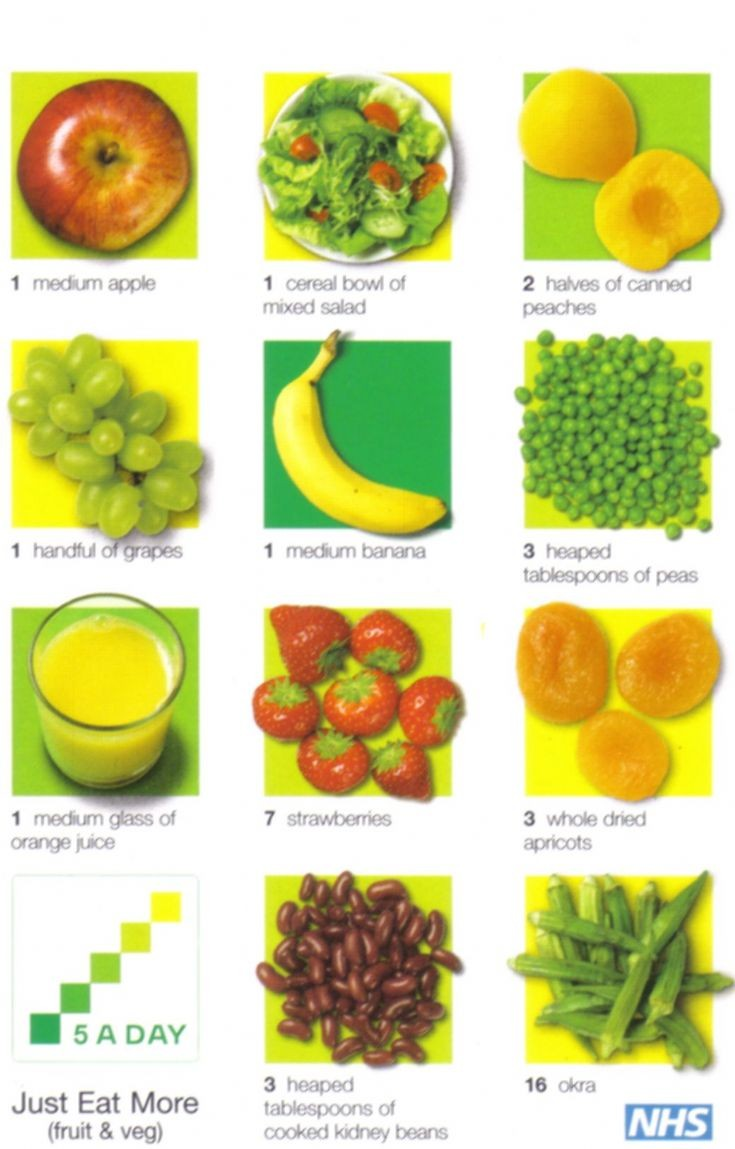 1 medium apple
1 cereal bowl of
mixed salad
2 halves of canned
peaches
1 handful of grapes
1 medium banana
3 heaped
tablespoons of peas
1 medium glass of
orange juice
7 strawberries
3 whole dried
apricots
5 A DAY
Just Eat More
(fruit & veg)
3 heaped
tablespoons of
cooked kidney beans
16 okra
NHS